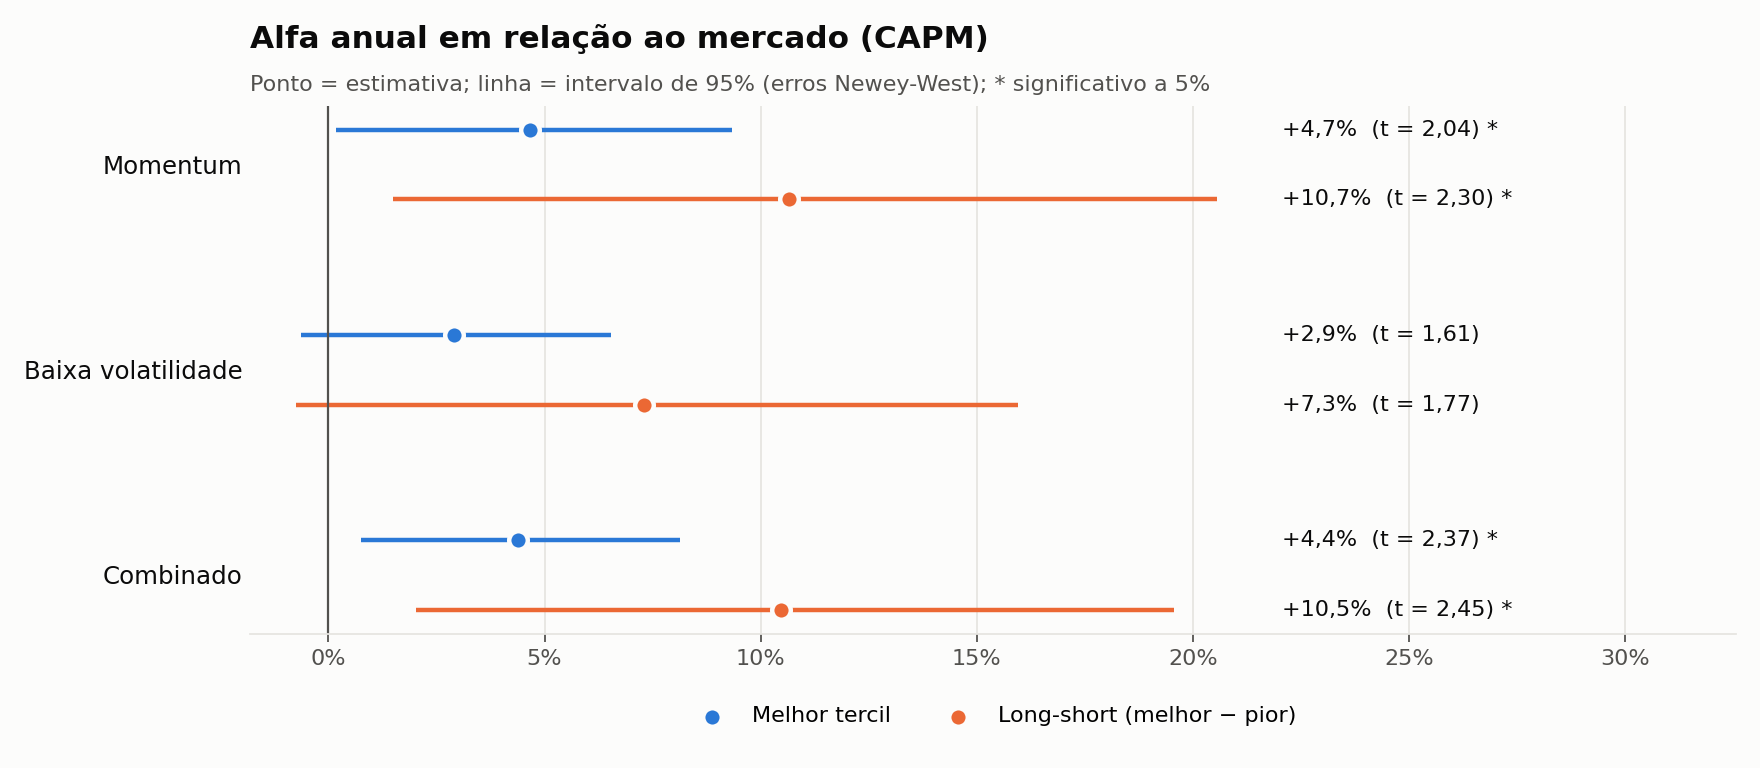 Alfa anual em relação ao mercado (CAPM)
Ponto = estimativa; linha = intervalo de 95% (erros Newey-West); * significativo a 5%
+4,7%  (t = 2,04) *
Momentum
+10,7%  (t = 2,30) *
+2,9%  (t = 1,61)
Baixa volatilidade
+7,3%  (t = 1,77)
+4,4%  (t = 2,37) *
Combinado
+10,5%  (t = 2,45) *
0% 5% 10% 15% 20% 25% 30%
Melhor tercil Long-short (melhor − pior)